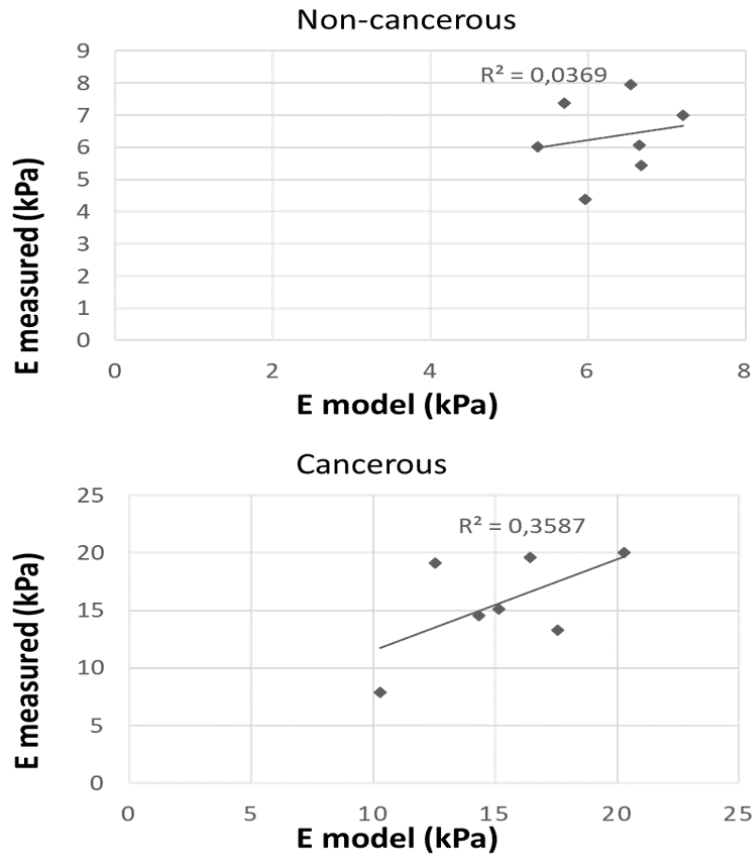 Non-cancerous
9
8
7
6
5
4
3
2
1
0
R² = 0,0369
E measured (kPa)
0 2 4 6 8
E model (kPa)
Cancerous
25
20
15
10
5
0
R² = 0,3587
E measured (kPa)
0 5 10 15 20 25
E model (kPa)